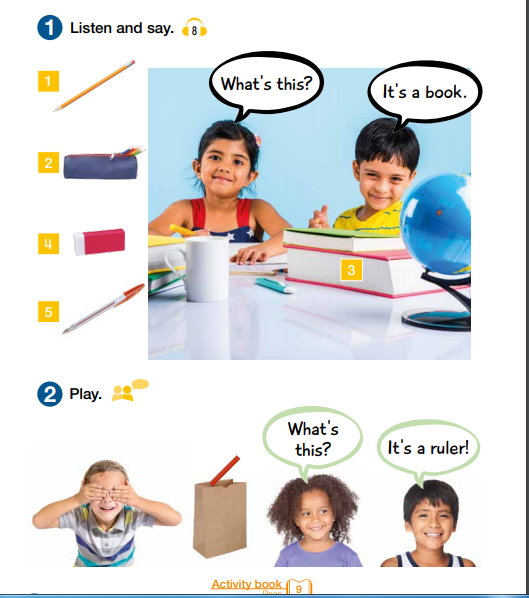 1 Listen and say. 8
1
What's this?
It's a book.
2
4
3
5
2 Play.
What's
this?
It's a ruler!
Activity book
Page 9